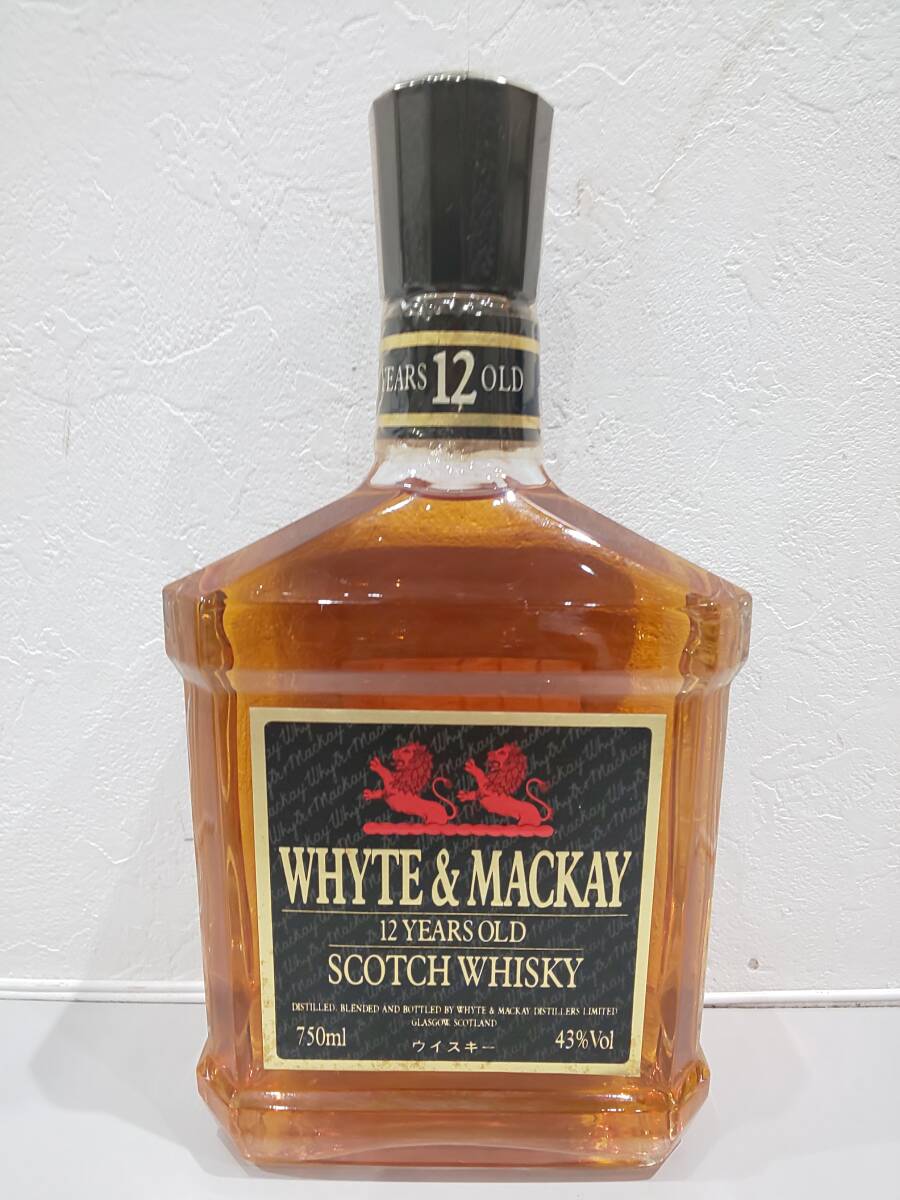 YEARS 12 OLD
WHYTE & MACKAY
12 YEARS OLD
SCOTCH WHISKY
DISTILLED, BLENDED AND BOTTLED BY WHYTE & MACKAY DISTILLERS LIMITED
GLASGOW SCOTLAND
750ml ウイスキー 43%Vol